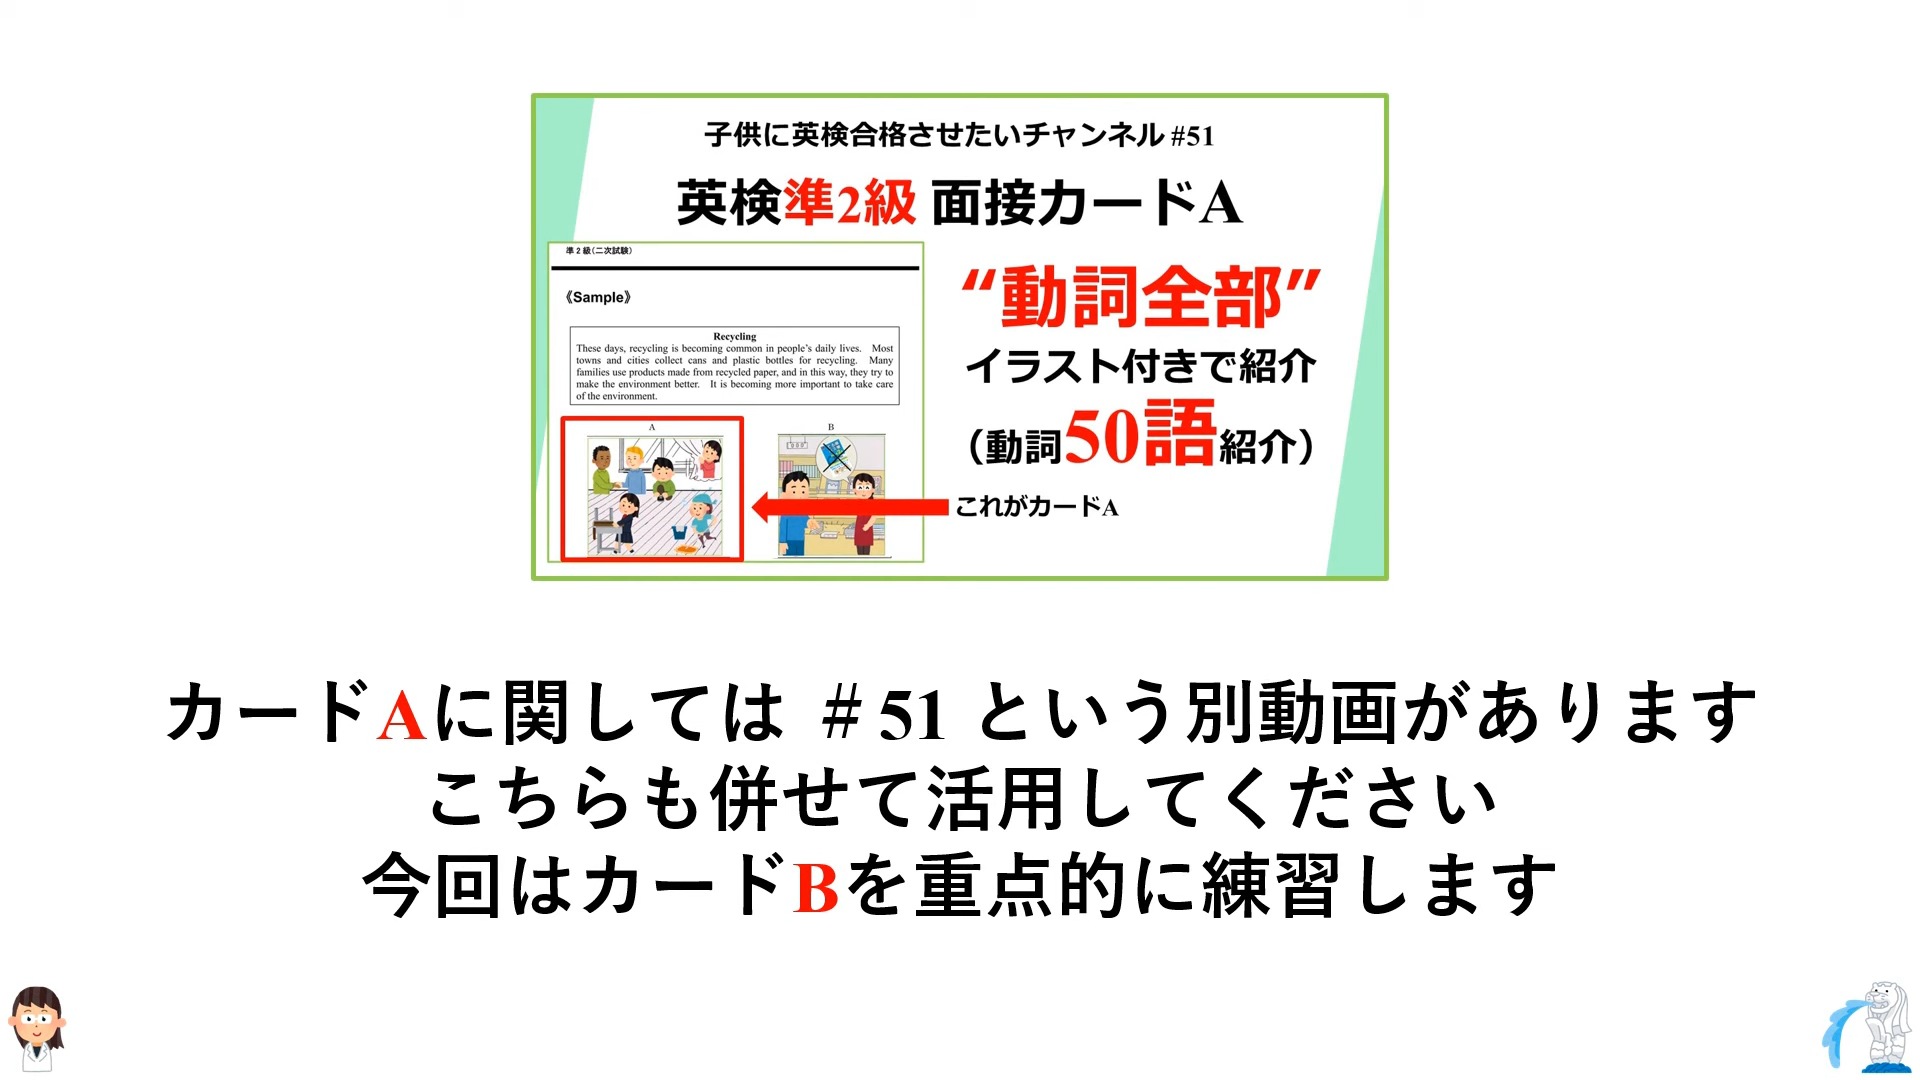 子供に英検合格させたいチャンネル #51
英検準2級 面接カードA
準2級（二次試験）
《Sample》
Recycling
These days, recycling is becoming common in people's daily lives. Most
towns and cities collect cans and plastic bottles for recycling. Many
families use products made from recycled paper, and in this way, they try to
make the environment better. It is becoming more important to take care
of the environment.
A
B
“動詞全部”
イラスト付きで紹介
（動詞50語紹介）
これがカードA
カードAに関しては ＃51 という別動画があります
こちらも併せて活用してください
今回はカードBを重点的に練習します